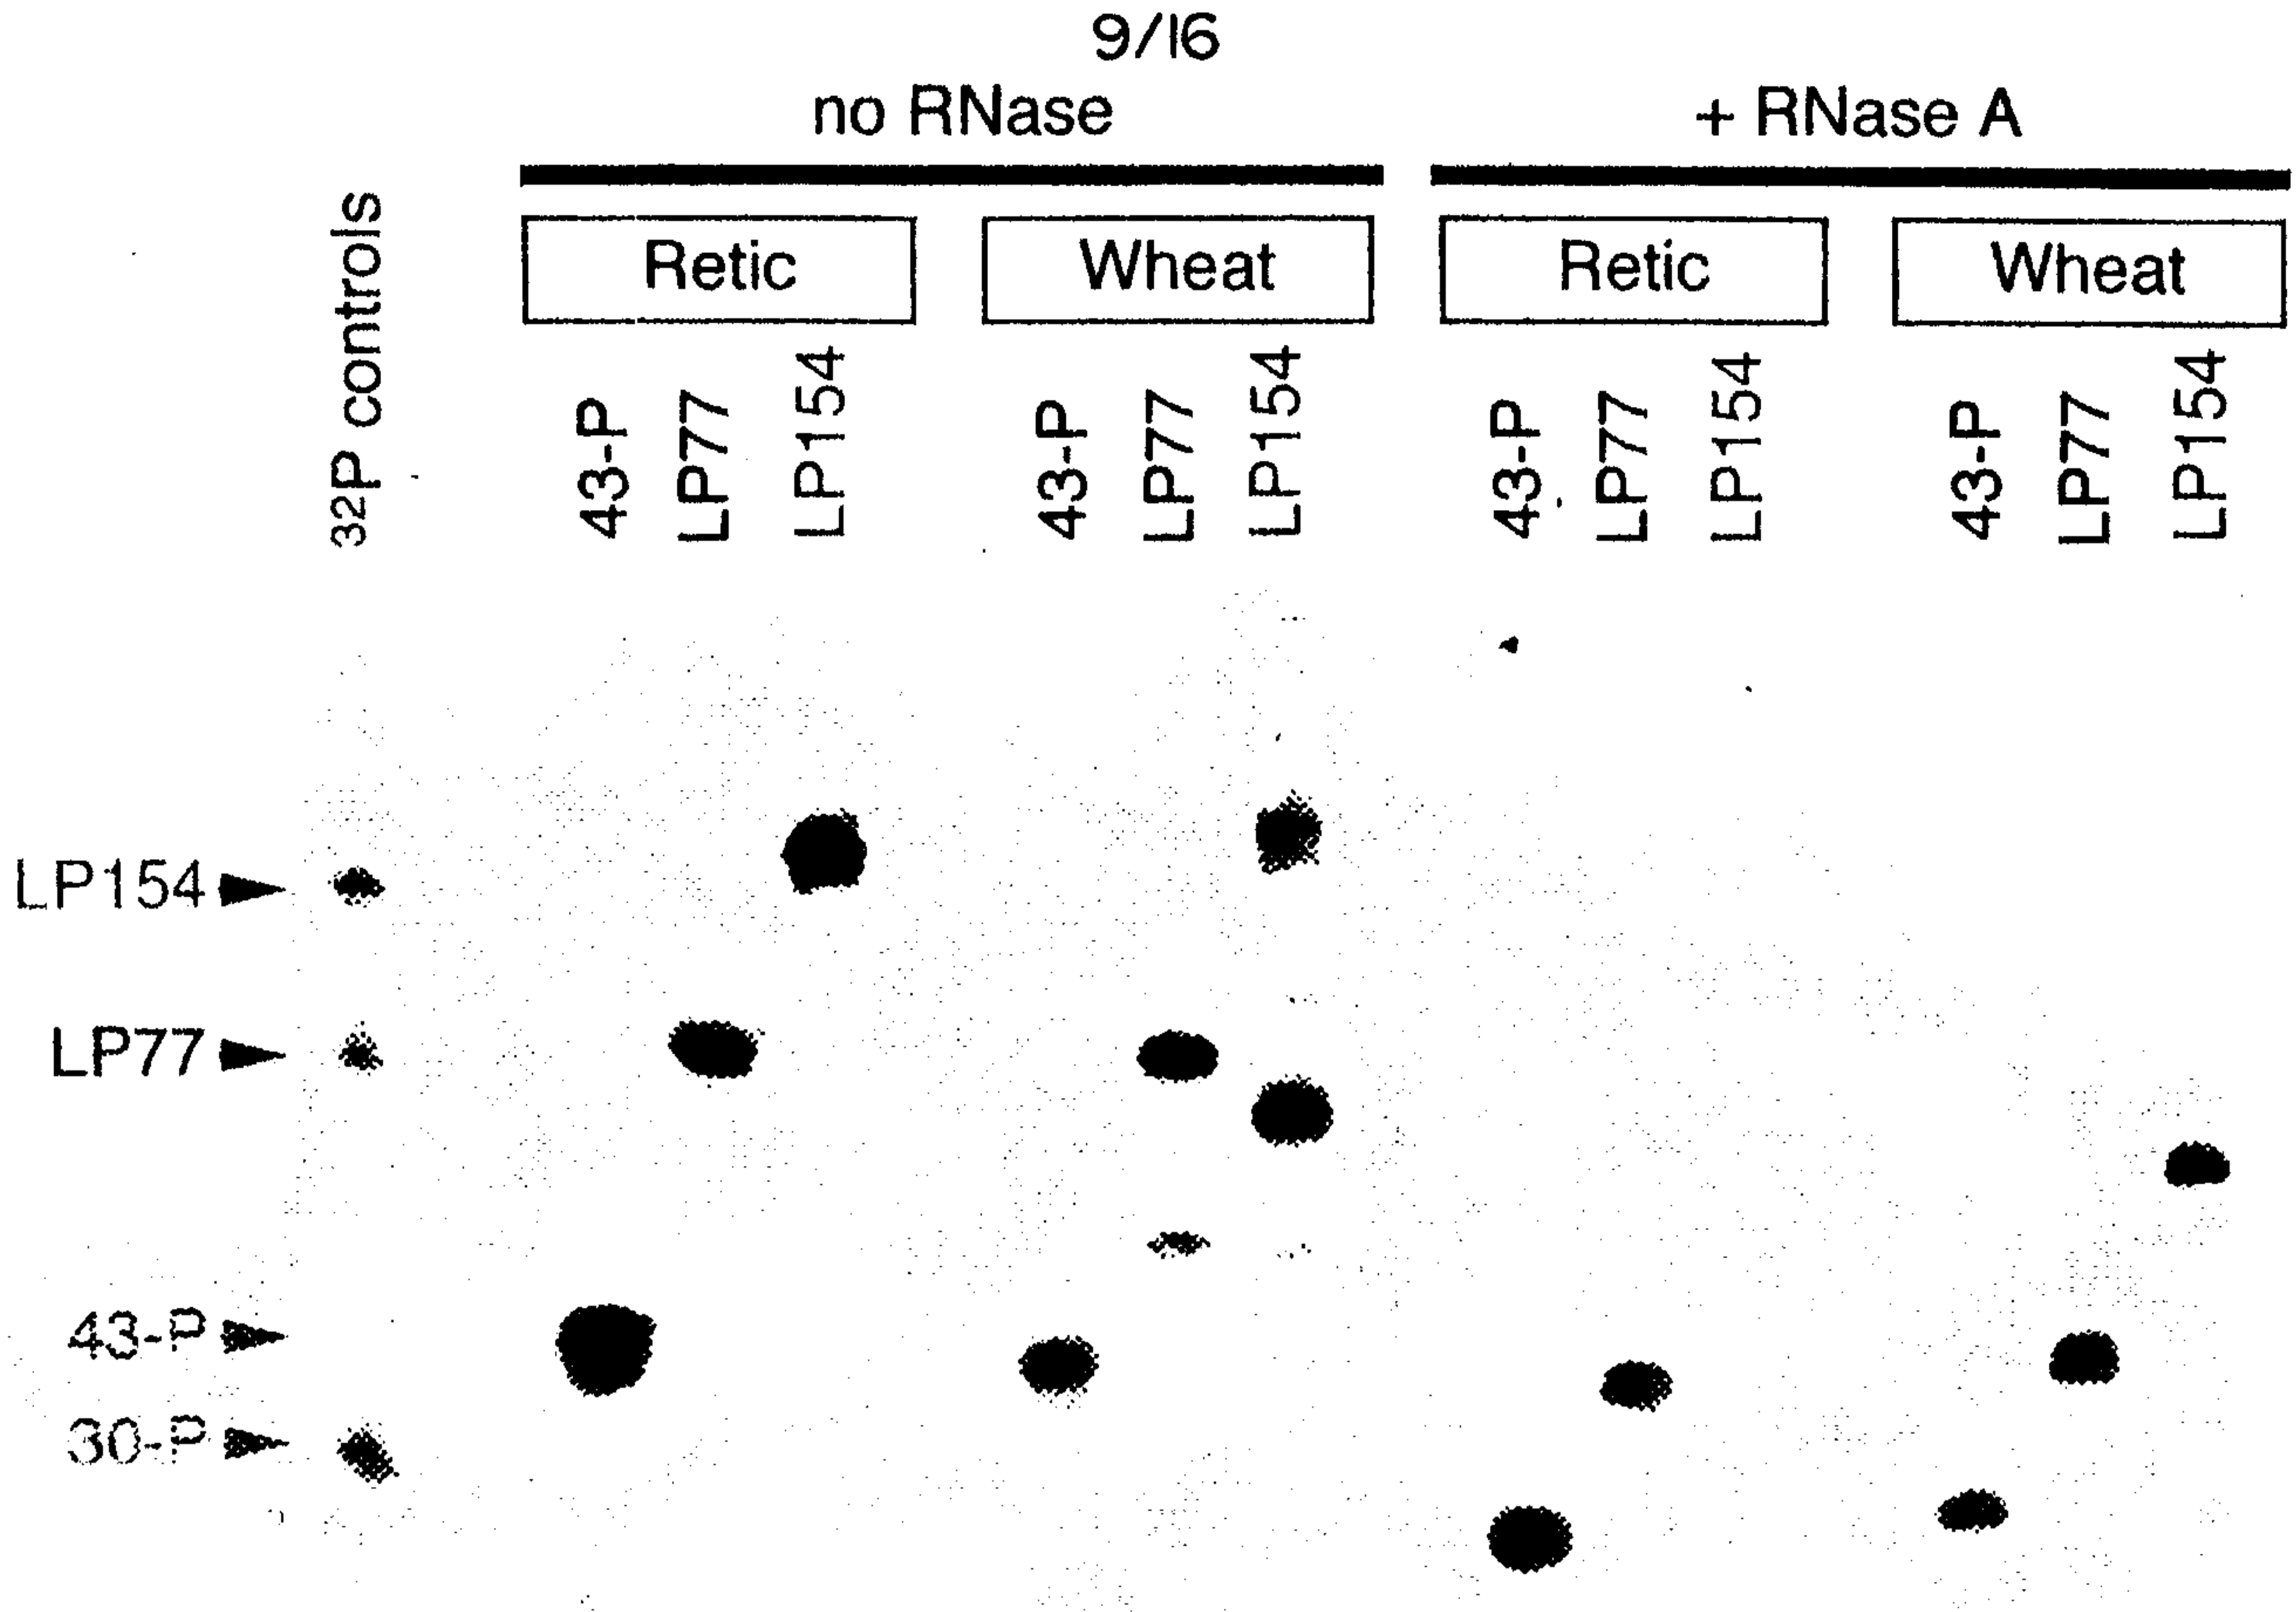 9/16
no RNase
+ RNase A
Retic
Wheat
Retic
Wheat
32P controls
43-P
LP77
LP154
43-P
LP77
LP154
43-P
LP77
LP154
43-P
LP77
LP154
LP154
LP77
43-P
30-P